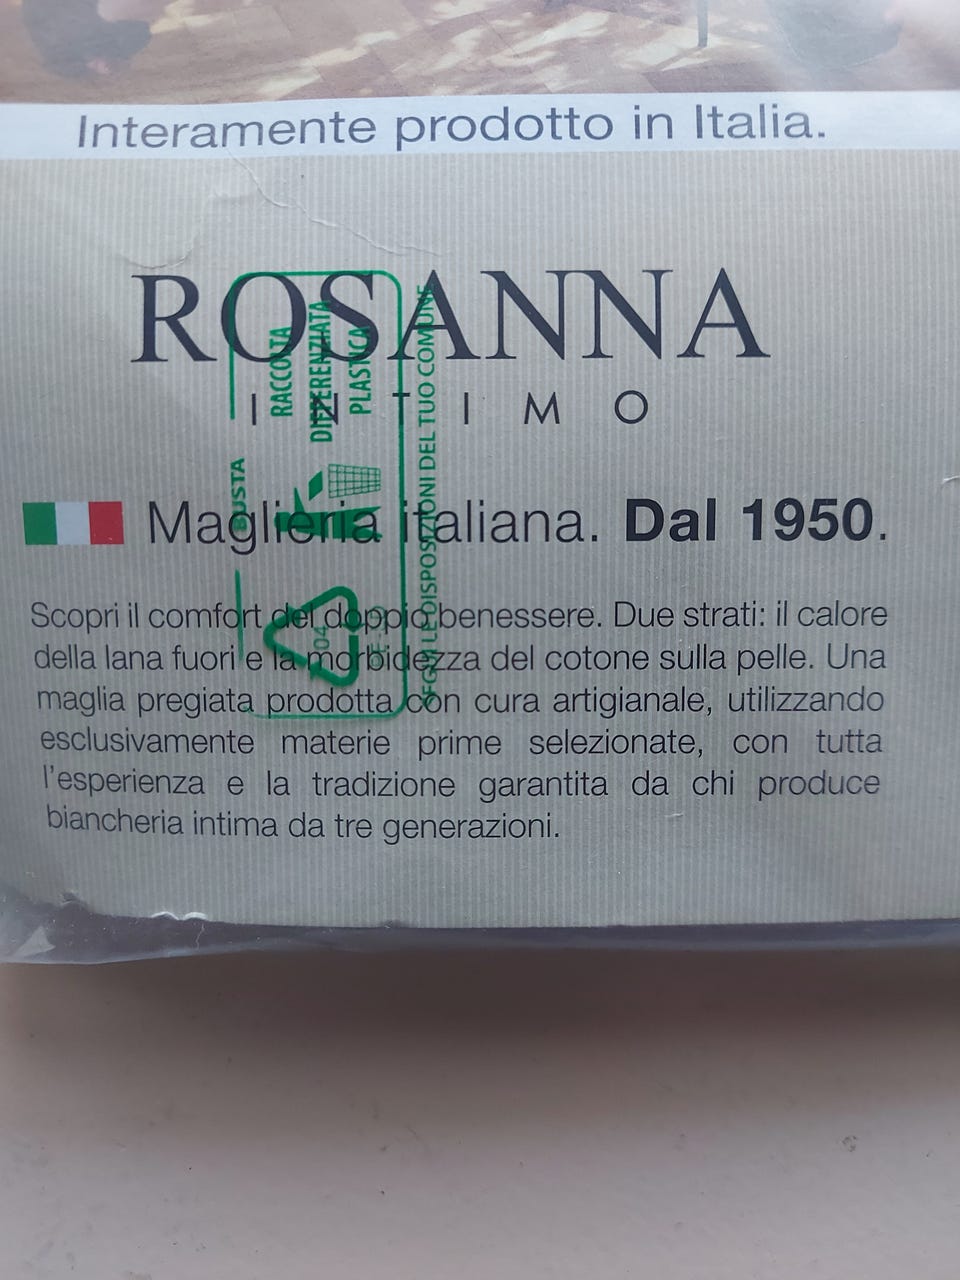 Interamente prodotto in Italia.
ROSANNA
INTIMO
Maglieria italiana. Dal 1950.
Scopri il comfort del doppio benessere. Due strati: il calore
della lana fuori e la morbidezza del cotone sulla pelle. Una
maglia pregiata prodotta con cura artigianale, utilizzando
esclusivamente materie prime selezionate, con tutta
l'esperienza e la tradizione garantita da chi produce
biancheria intima da tre generazioni.
BUSTA
RACCOLTA
DIFFERENZIATA
PLASTICA
DISPOSIZIONI DEL TUO COMUNE
04